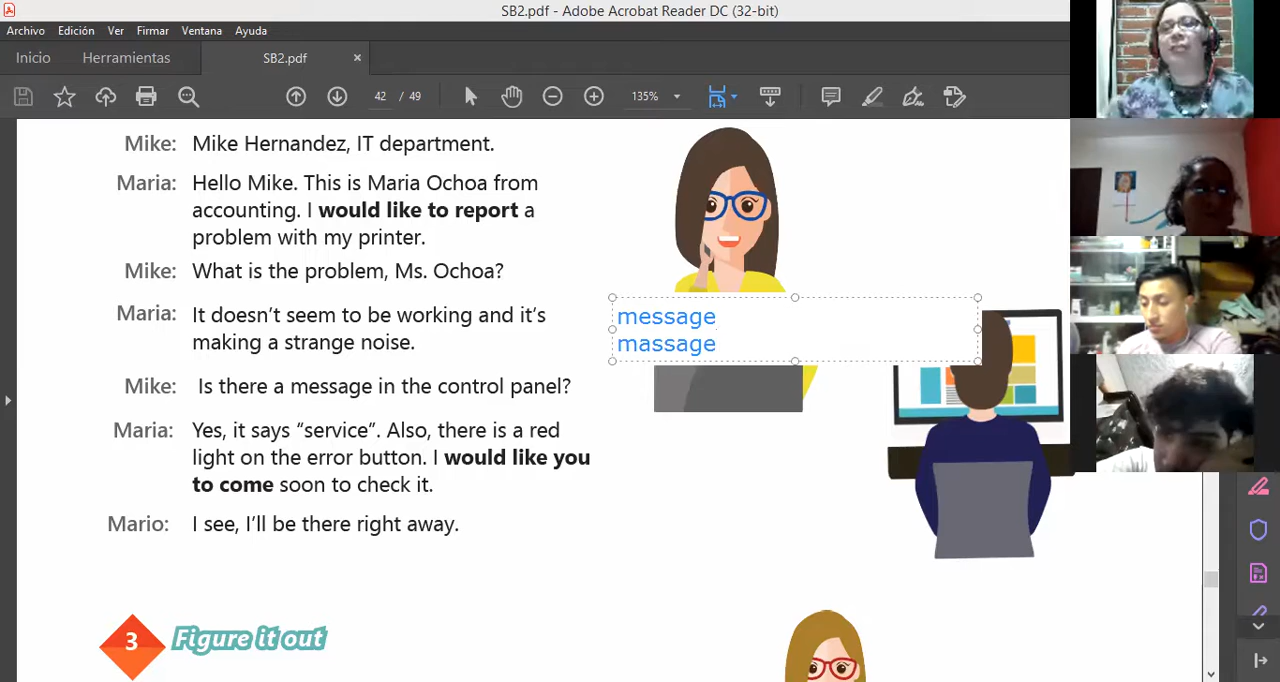 SB2.pdf - Adobe Acrobat Reader DC (32-bit)
Archivo Edición Ver Firmar Ventana Ayuda
Inicio Herramientas SB2.pdf ×
42 / 49 135%
Mike: Mike Hernandez, IT department.
Maria: Hello Mike. This is Maria Ochoa from
accounting. I would like to report a
problem with my printer.
Mike: What is the problem, Ms. Ochoa?
Maria: It doesn't seem to be working and it's
making a strange noise.
Mike: Is there a message in the control panel?
Maria: Yes, it says “service”. Also, there is a red
light on the error button. I would like you
to come soon to check it.
Mario: I see, I'll be there right away.
message
massage
3 Figure it out